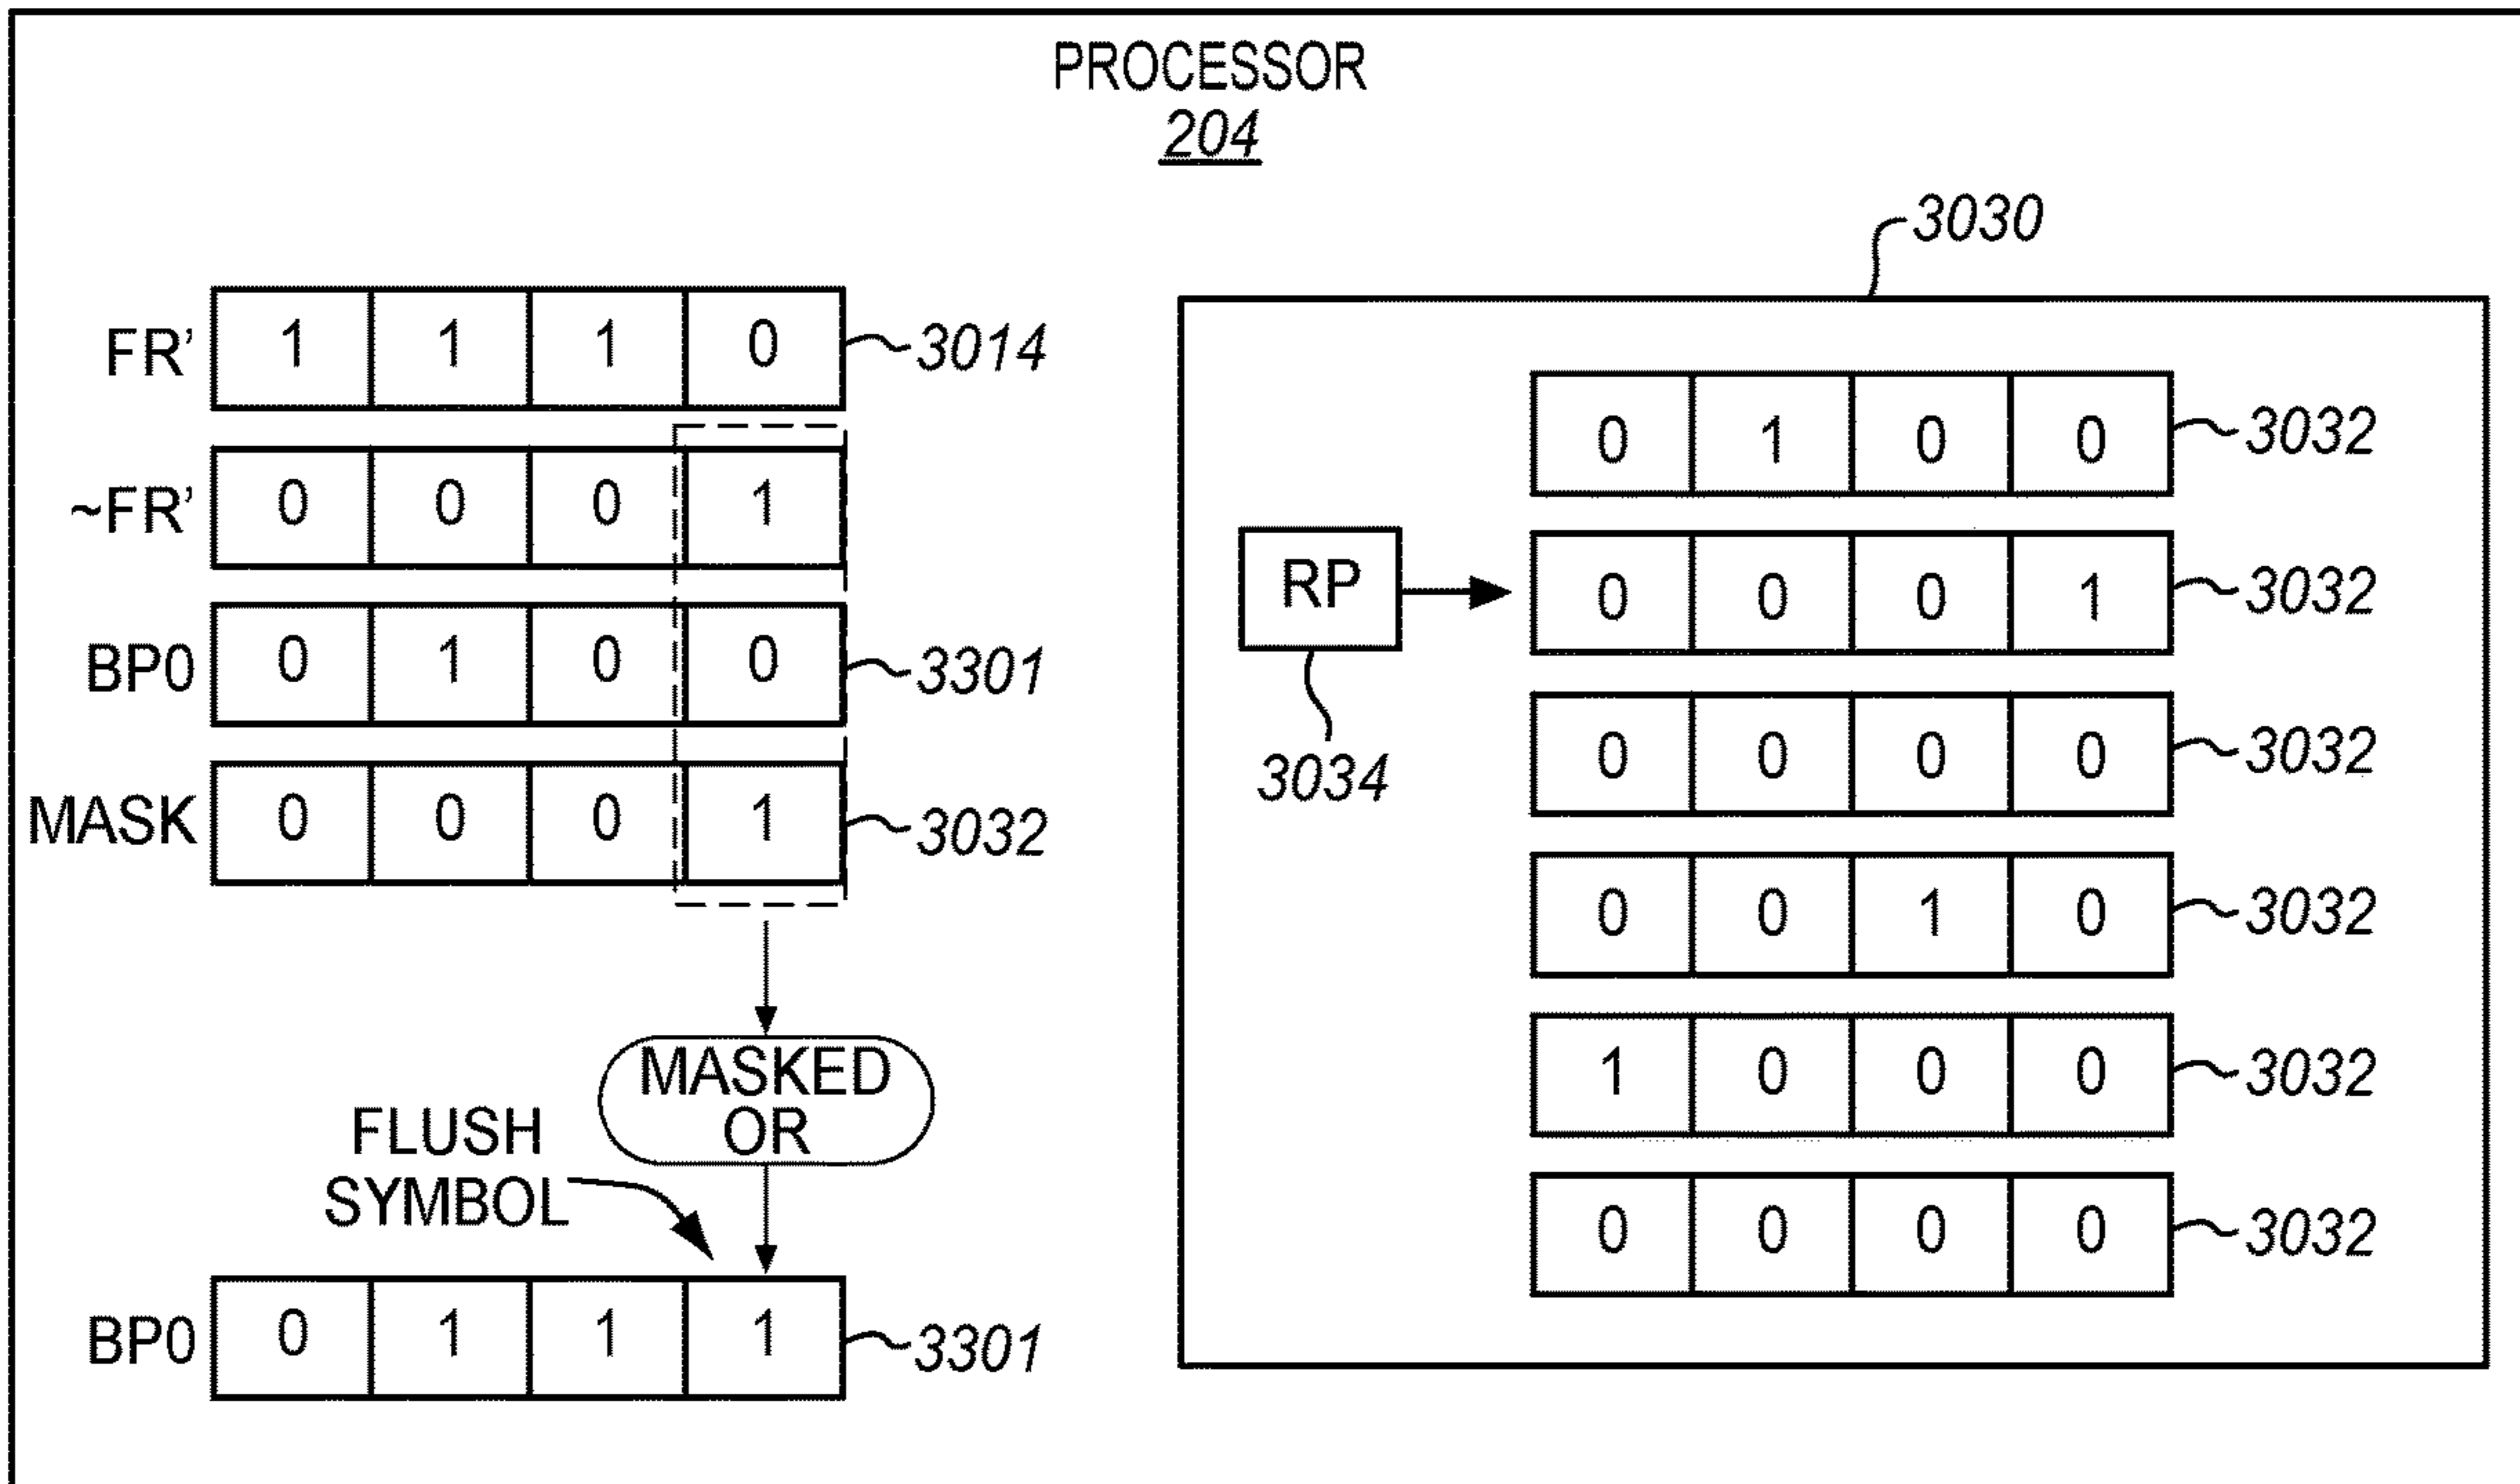 PROCESSOR
204
FR' 1 1 1 0 3014
~FR' 0 0 0 1
BP0 0 1 0 0 3301
MASK 0 0 0 1 3032
MASKED
OR
FLUSH
SYMBOL
BP0 0 1 1 1 3301
3030
0 1 0 0 3032
RP 0 0 0 1 3032
3034
0 0 0 0 3032
0 0 1 0 3032
1 0 0 0 3032
0 0 0 0 3032